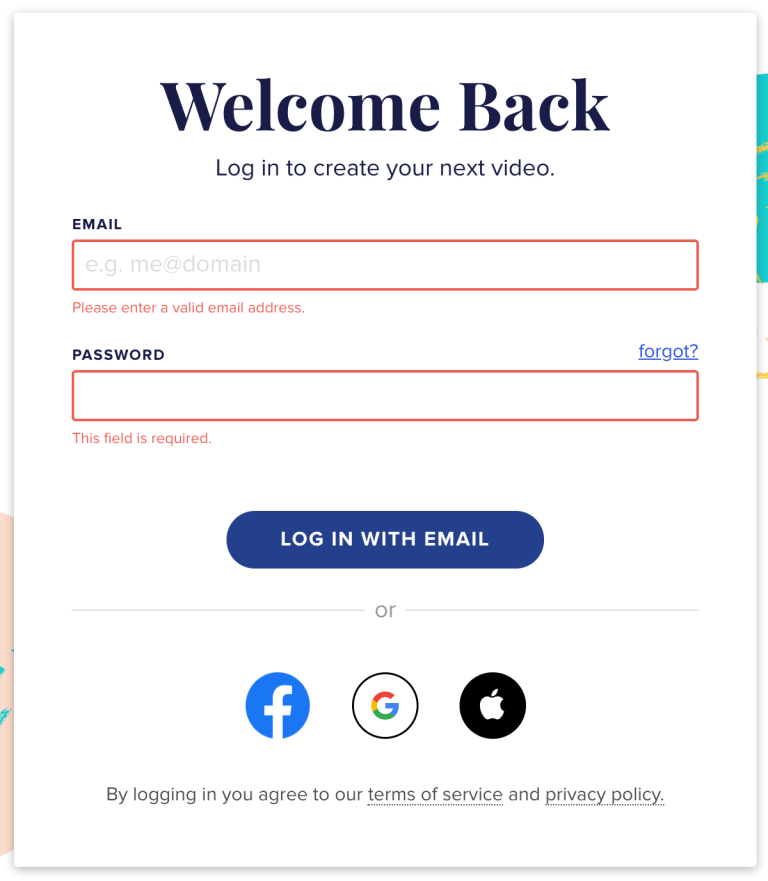 Welcome Back
Log in to create your next video.
EMAIL
e.g. me@domain
Please enter a valid email address.
PASSWORD
forgot?
This field is required.
LOG IN WITH EMAIL
or
By logging in you agree to our terms of service and privacy policy.